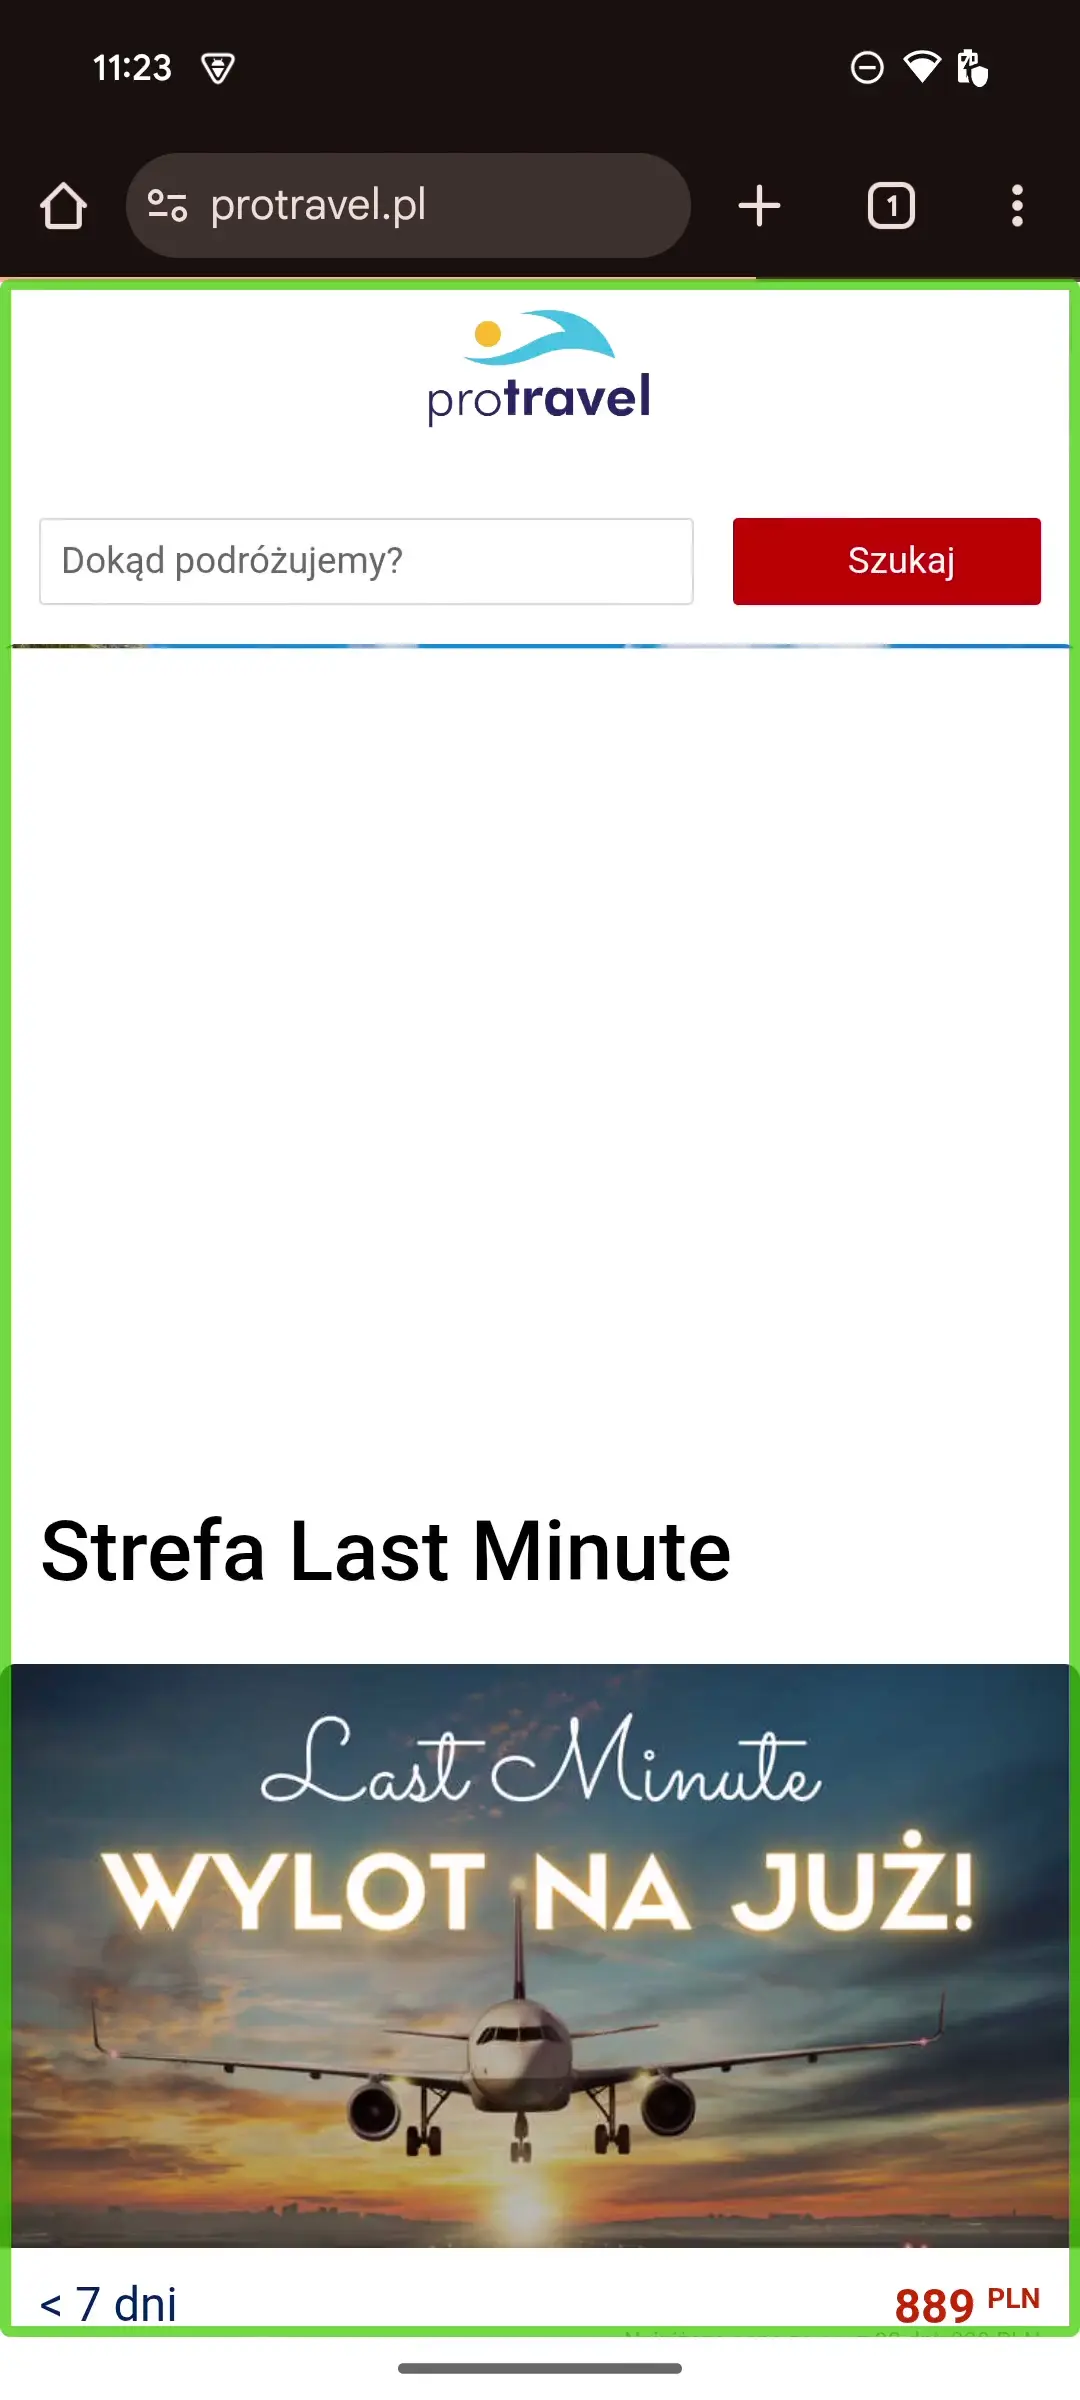 11:23
protravel.pl
1
protravel
Dokąd podróżujemy?
Szukaj
Strefa Last Minute
Last Minute
WYLOT NA JUŻ!
< 7 dni
889 PLN